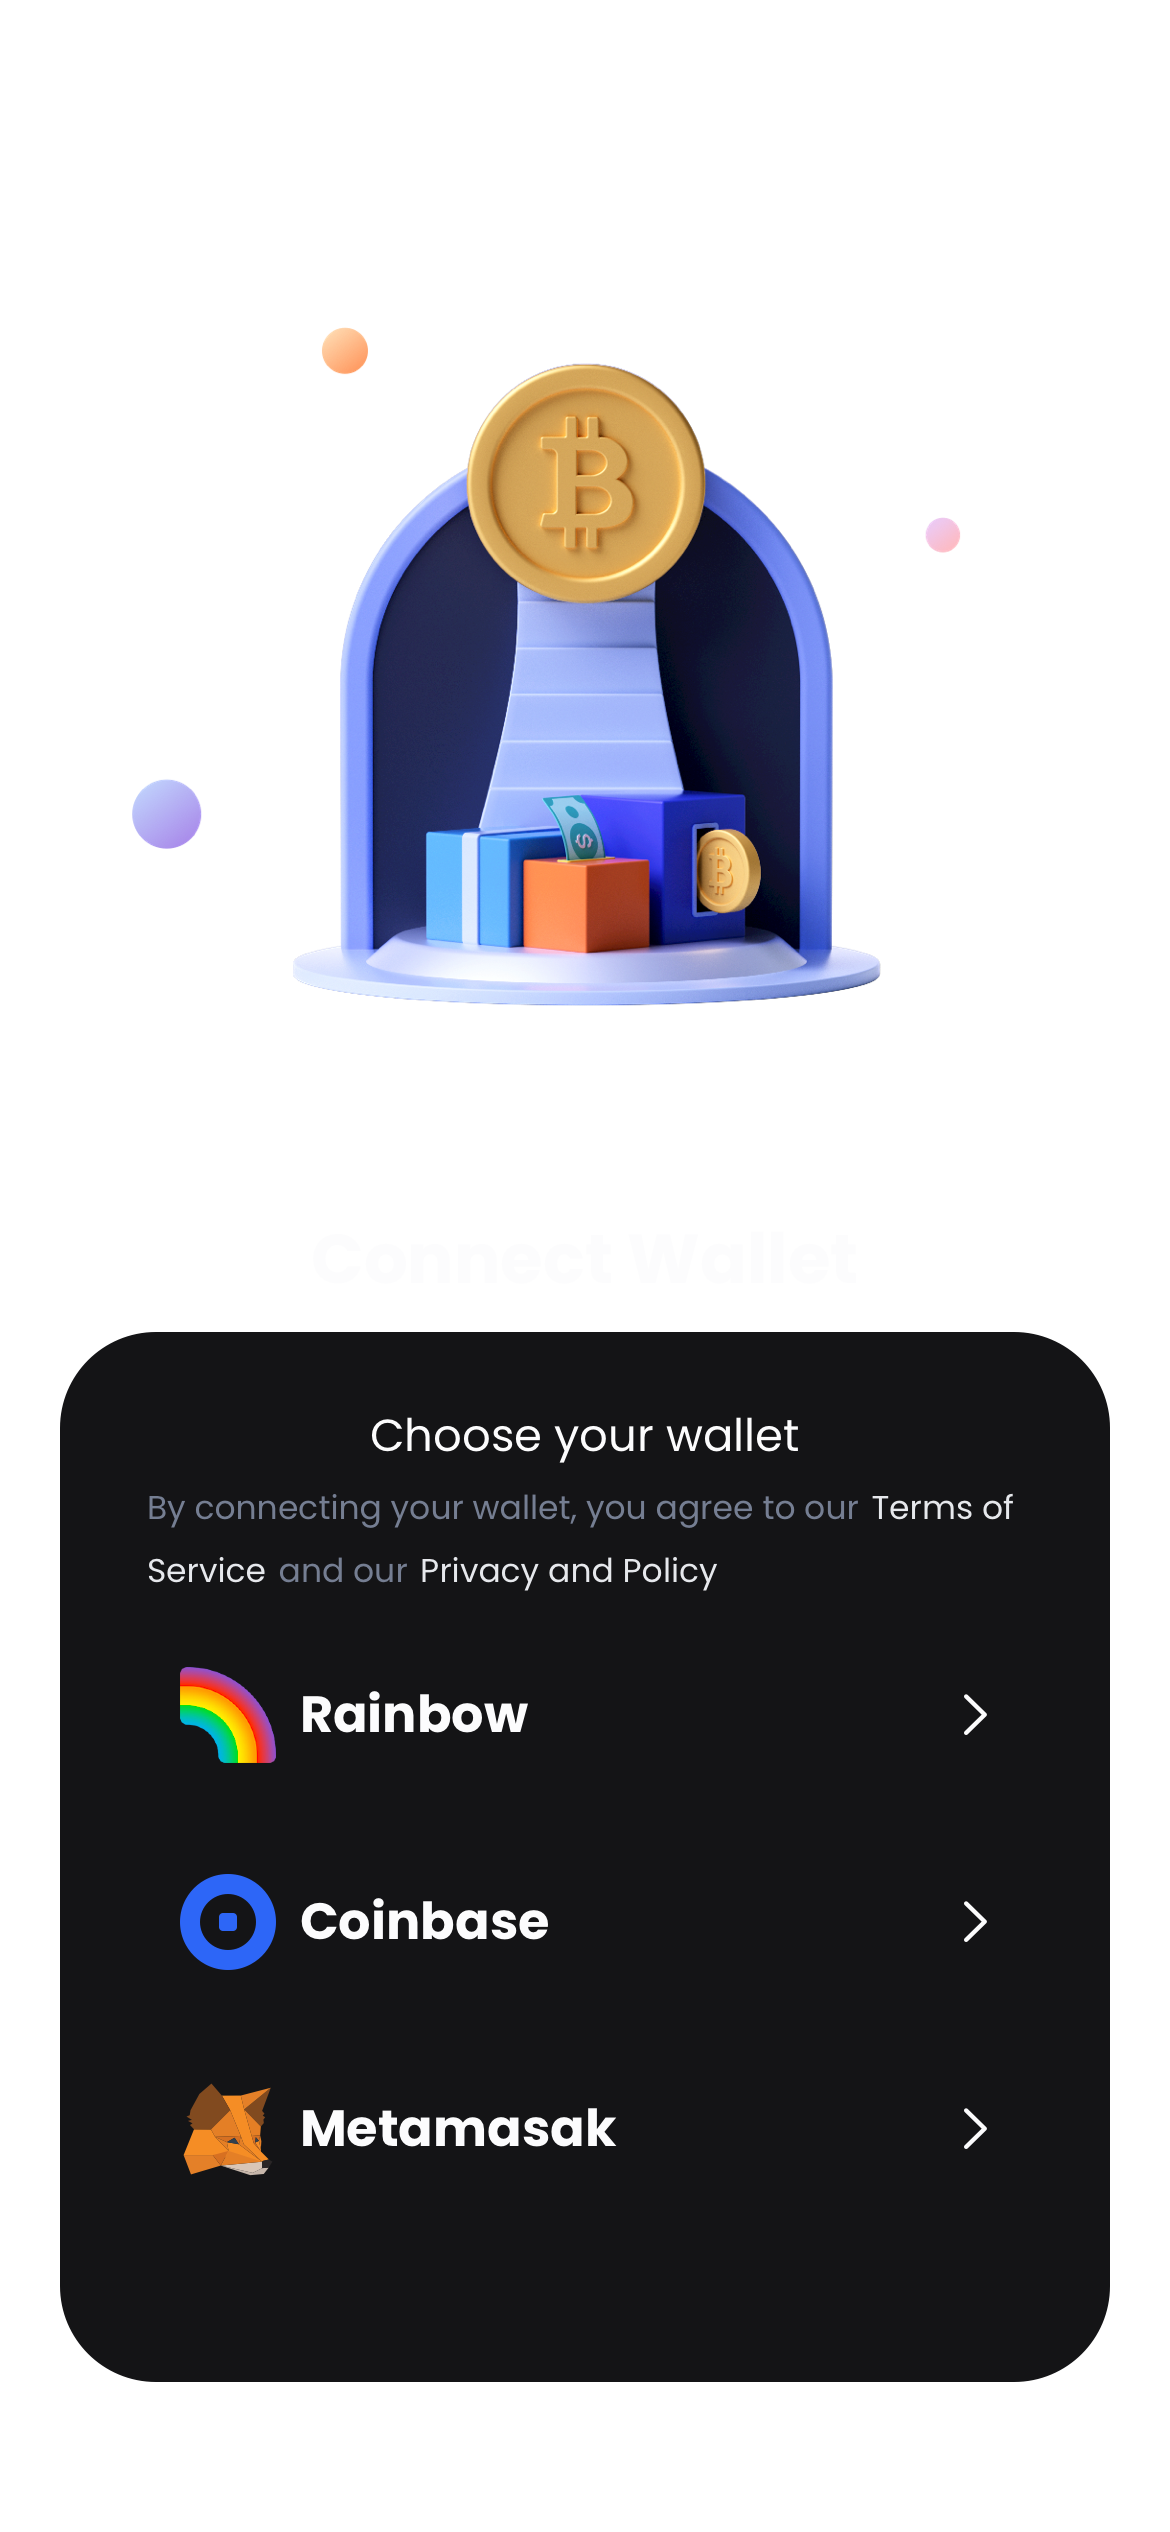 Connect Wallet
Choose your wallet
By connecting your wallet, you agree to our Terms of
Service and our Privacy and Policy
Rainbow
Coinbase
Metamasak